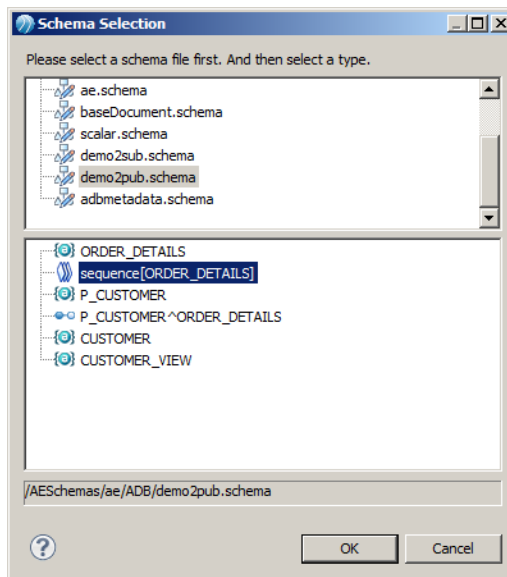 Schema Selection
Please select a schema file first. And then select a type.
ae.schema
baseDocument.schema
scalar.schema
demo2sub.schema
demo2pub.schema
adbmetadata.schema
ORDER_DETAILS
sequence[ORDER_DETAILS]
P_CUSTOMER
P_CUSTOMER^ORDER_DETAILS
CUSTOMER
CUSTOMER_VIEW
/AESchemas/ae/ADB/demo2pub.schema
? OK Cancel